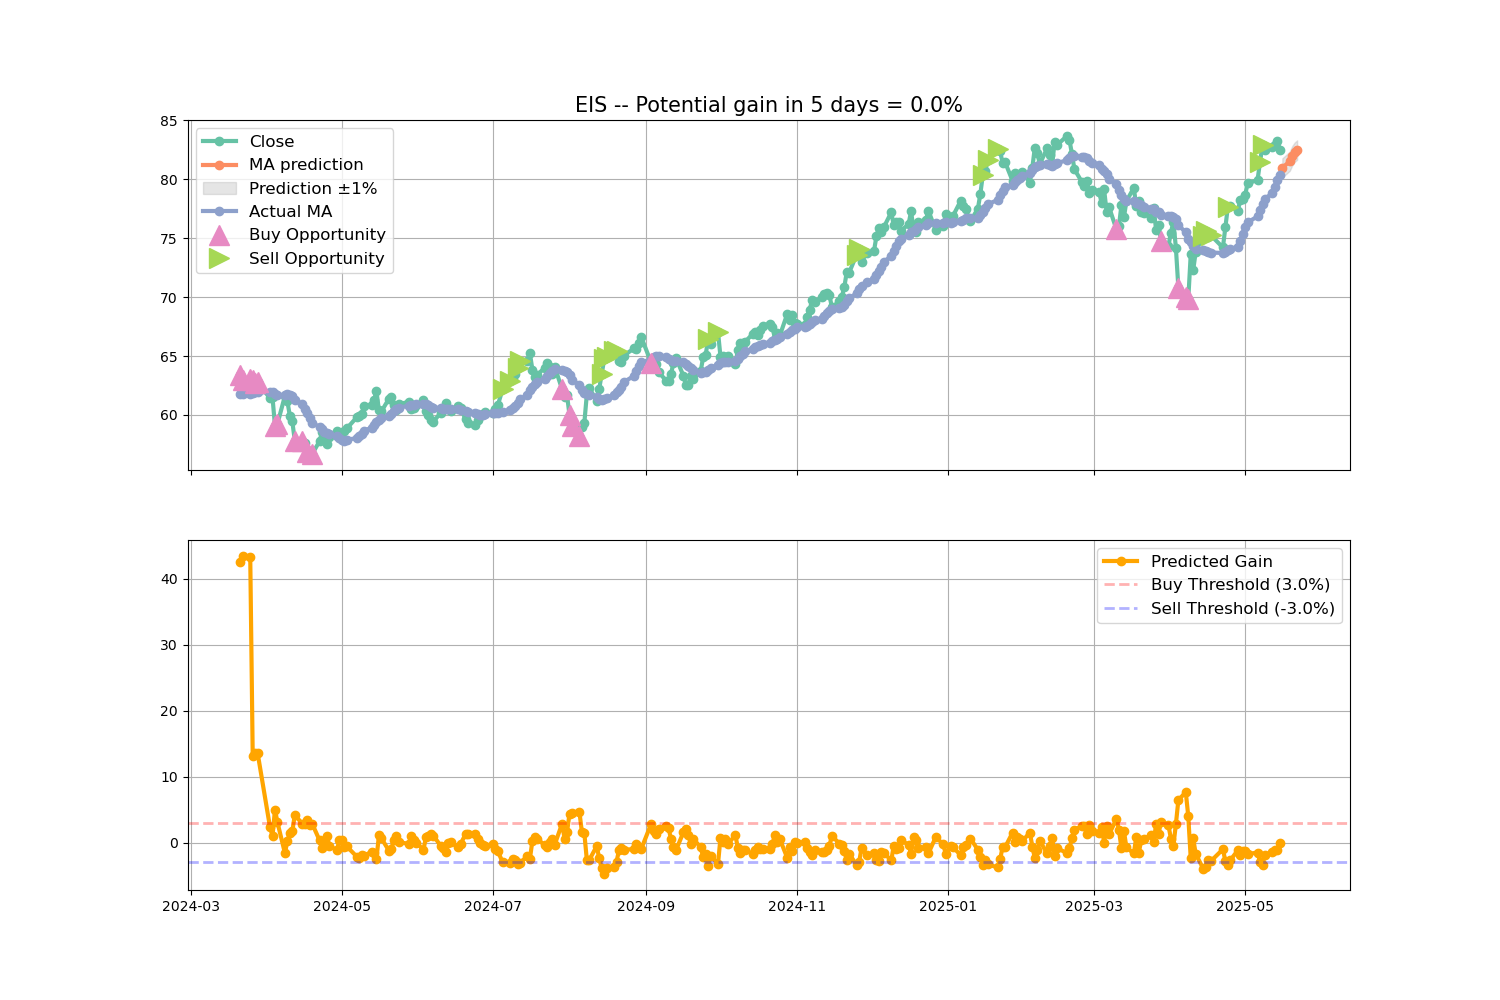 EIS -- Potential gain in 5 days = 0.0%
85
80
75
70
65
60
Close
MA prediction
Prediction ±1%
Actual MA
Buy Opportunity
Sell Opportunity
40
30
20
10
0
Predicted Gain
Buy Threshold (3.0%)
Sell Threshold (-3.0%)
2024-03 2024-05 2024-07 2024-09 2024-11 2025-01 2025-03 2025-05